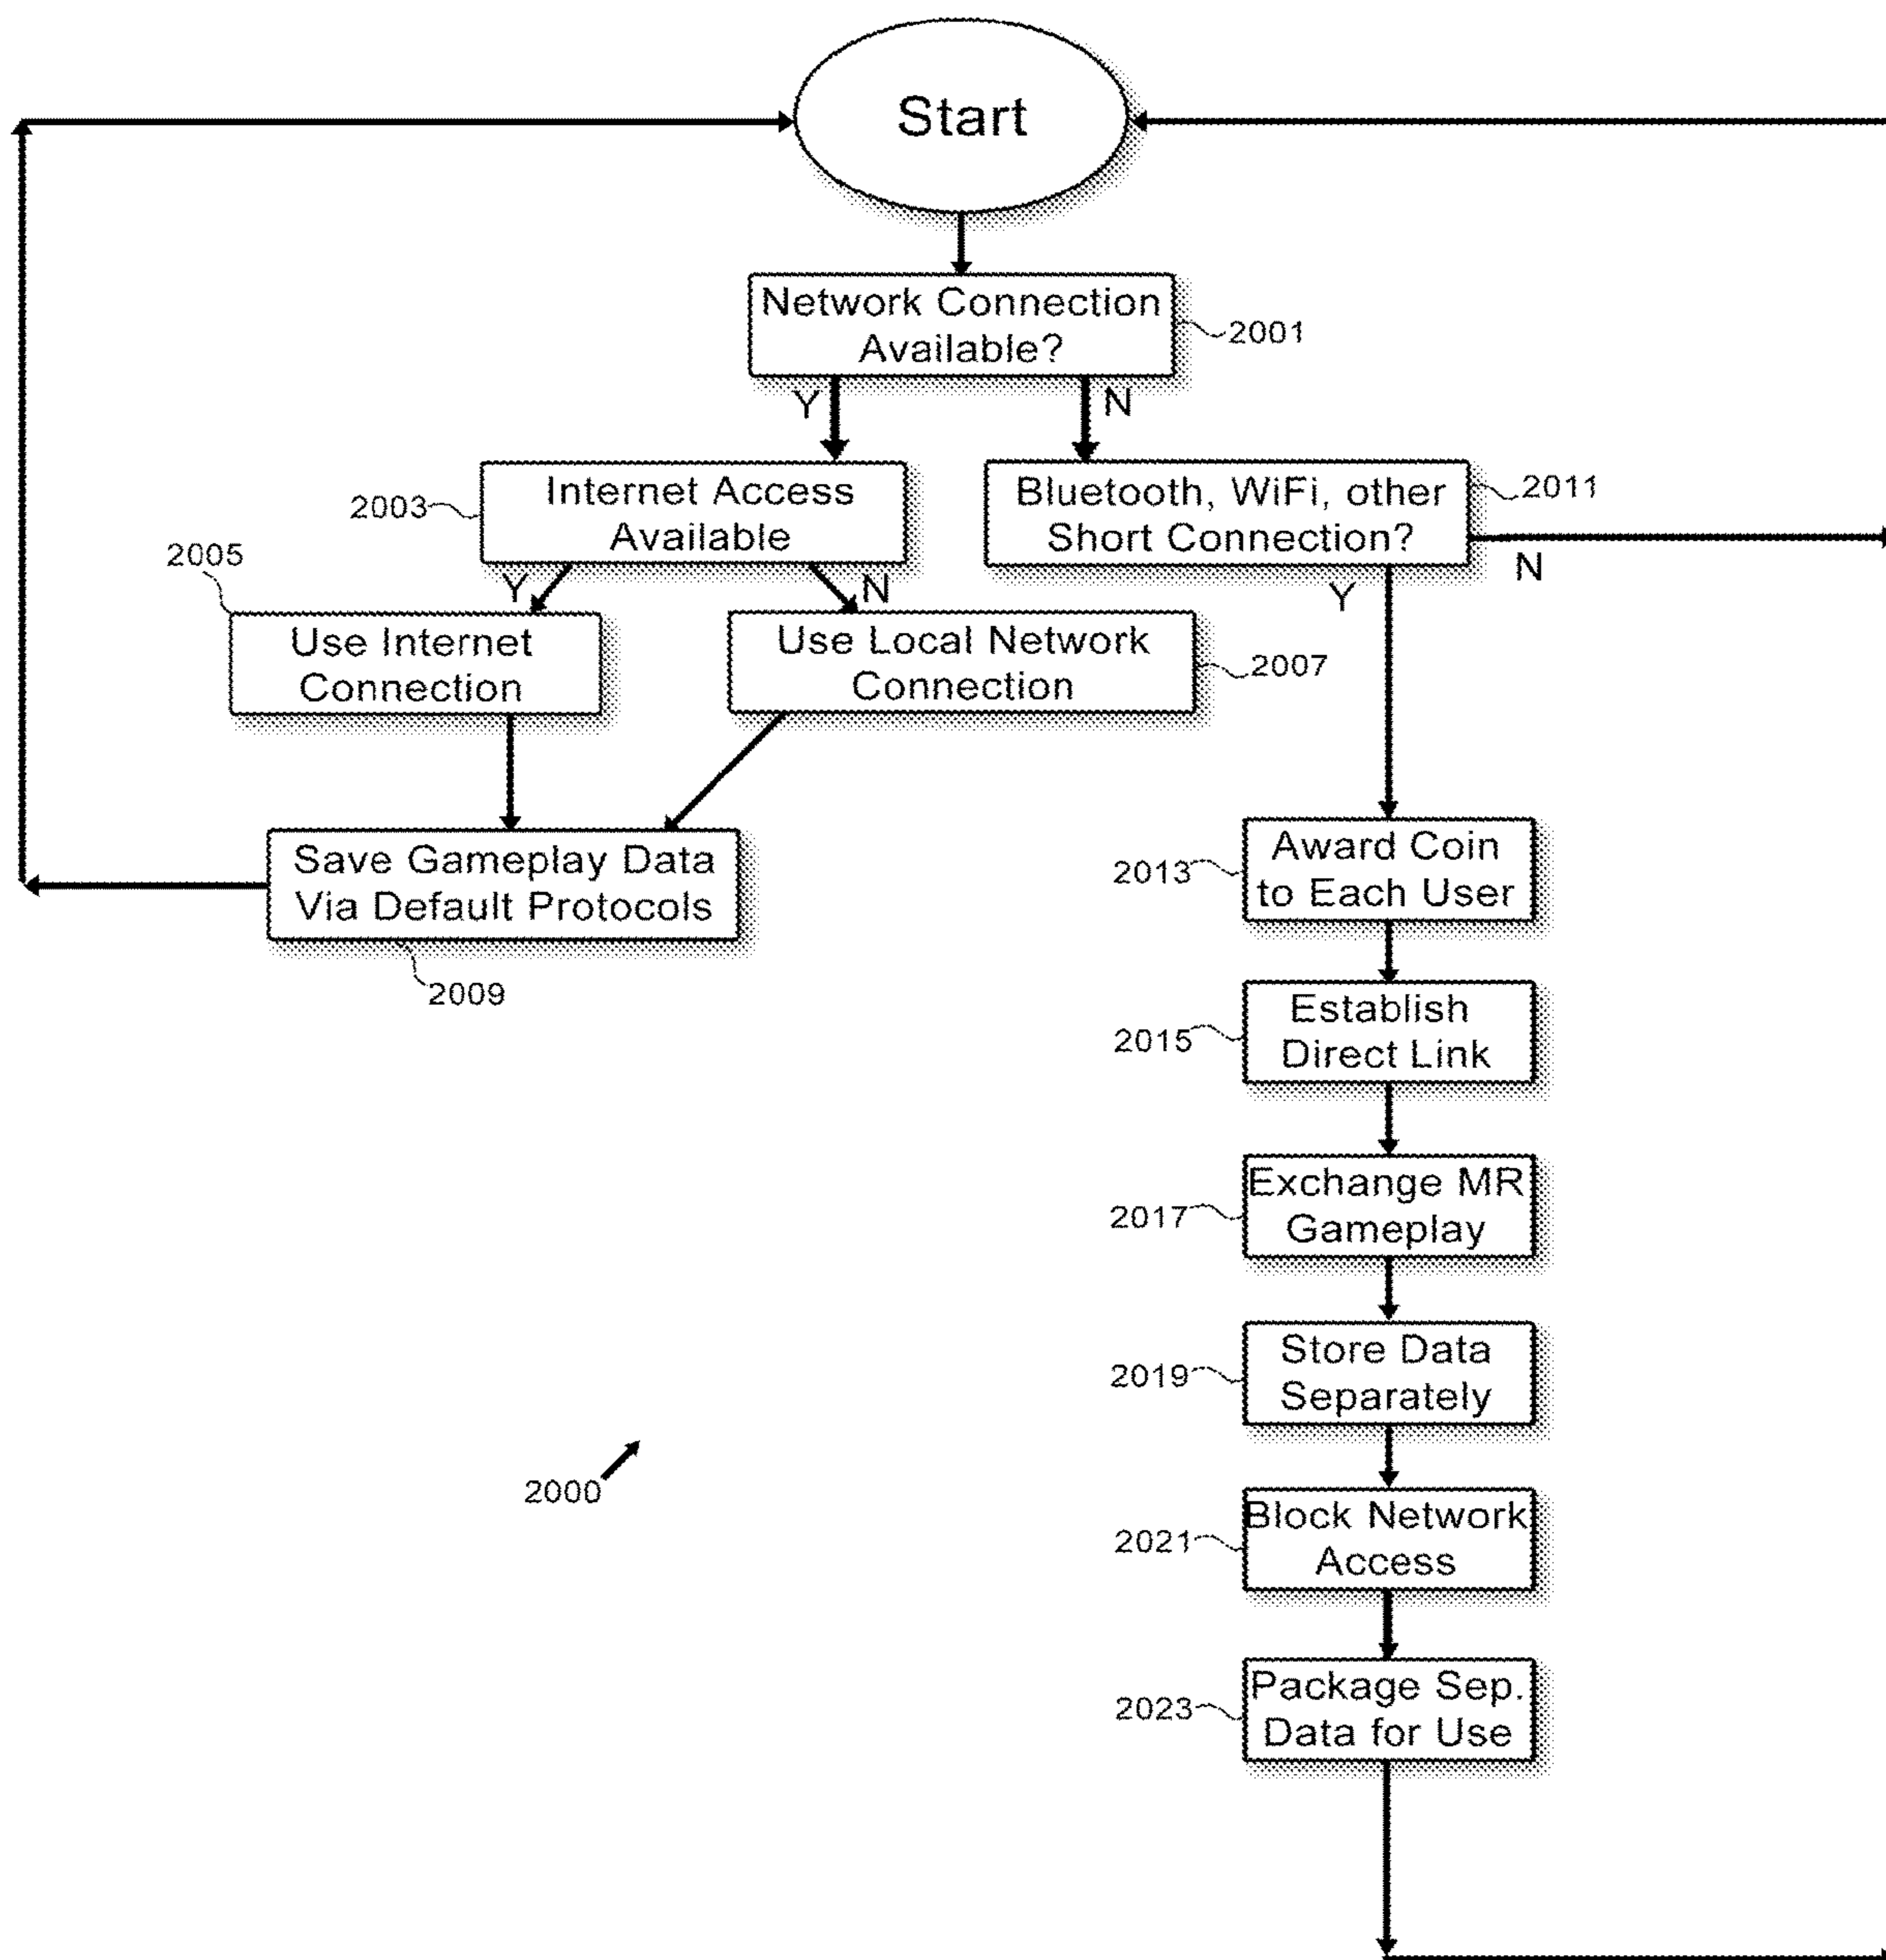 Start
Network Connection
Available?
2001
Y
N
Internet Access
Available
2003
Bluetooth, WiFi, other
Short Connection?
2011
N
Y
2005
Y
N
Use Internet
Connection
Use Local Network
Connection
2007
Save Gameplay Data
Via Default Protocols
2009
Award Coin
to Each User
2013
Establish
Direct Link
2015
Exchange MR
Gameplay
2017
Store Data
Separately
2019
2000
Block Network
Access
2021
Package Sep.
Data for Use
2023